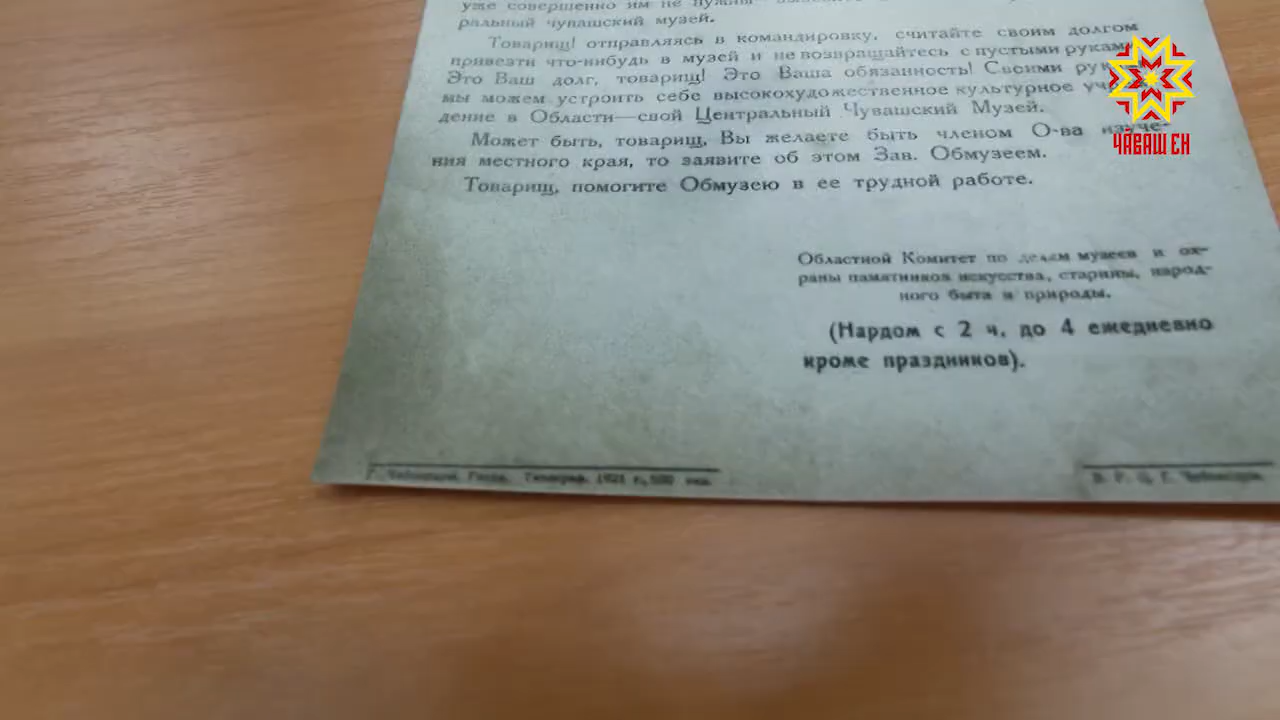 уже совершенно им не нужны
ральный чувашский музей.
Товарищ! отправляясь в командировку, считайте своим долгом
привезти что-нибудь в музей и не возвращайтесь с пустыми руками
Это Ваш долг, товарищ! Это Ваша обязанность! Своими
мы можем устроить себе высокохудожественное культурное
дение в Области—свой Центральный Чувашский Музей.
Может быть, товарищ, Вы желаете быть членом О-ва изуче-
ния местного края, то заявите об этом Зав. Обмузеем.
Товарищ, помогите Обмузею в ее трудной работе.
Областной Комитет по делам музеев и ох-
раны памятников искусства, старины, народ-
ного быта и природы.
(Нардом с 2 ч. до 4 ежедневно
кроме праздников).
Типограф. 1921 г.,
В. Р. Ц. Г.
ЧӐВАШ ЕН